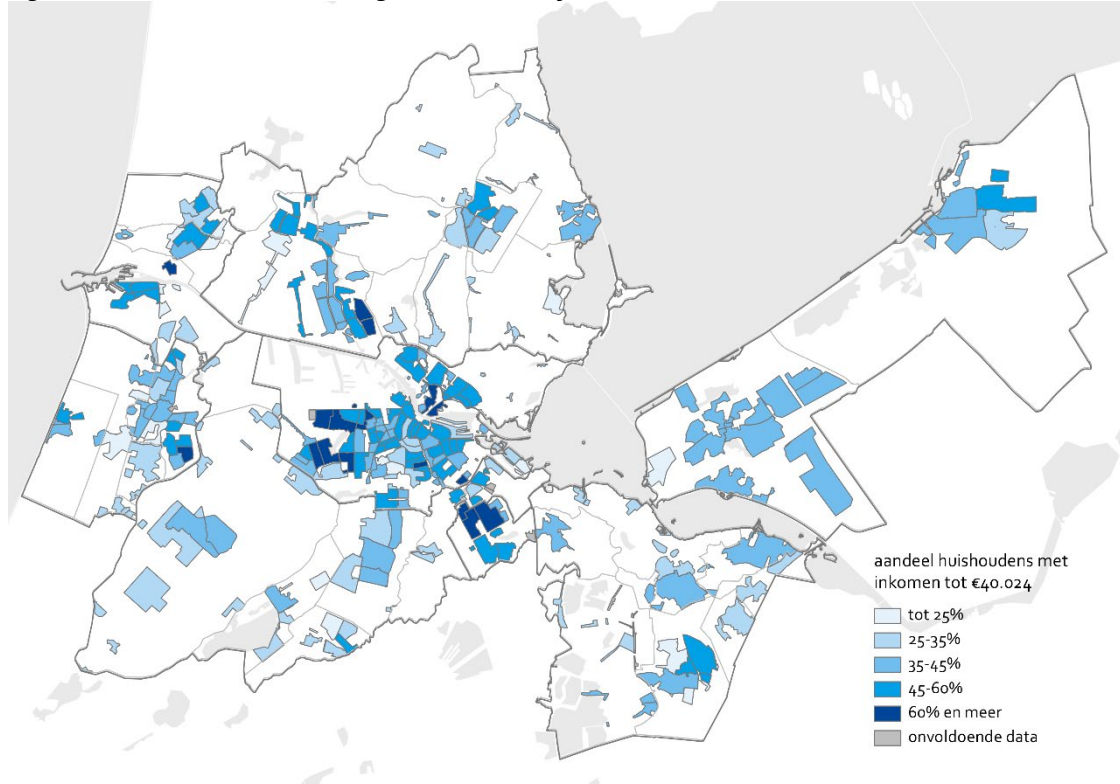 aandeel huishoudens met
inkomen tot €40.024
tot 25%
25-35%
35-45%
45-60%
60% en meer
onvoldoende data